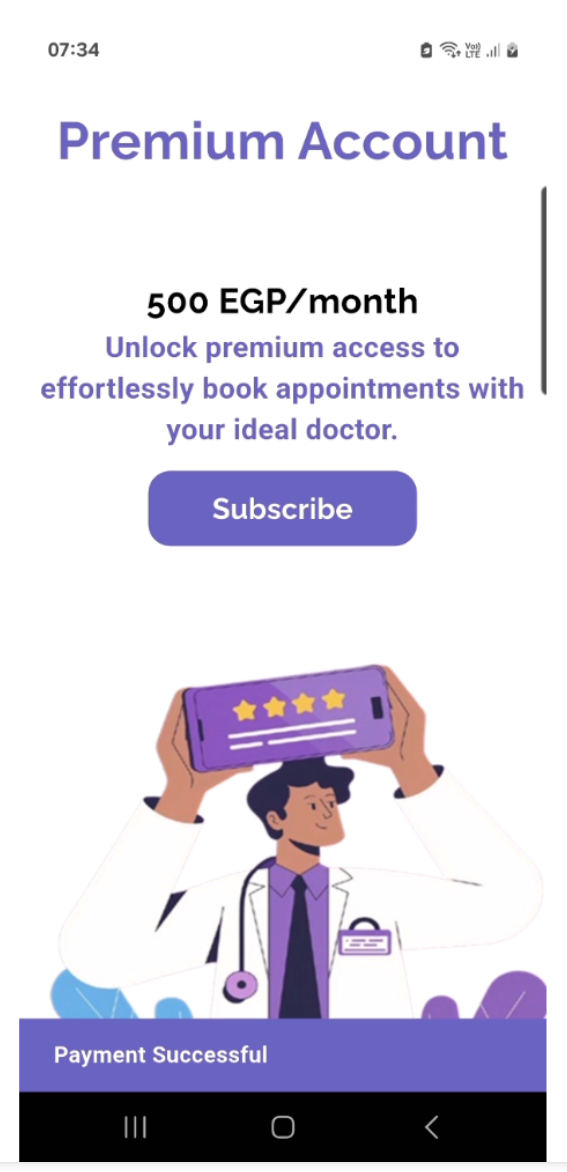 07:34
Vo)) LTE
Premium Account
500 EGP/month
Unlock premium access to
effortlessly book appointments with
your ideal doctor.
Subscribe
Payment Successful